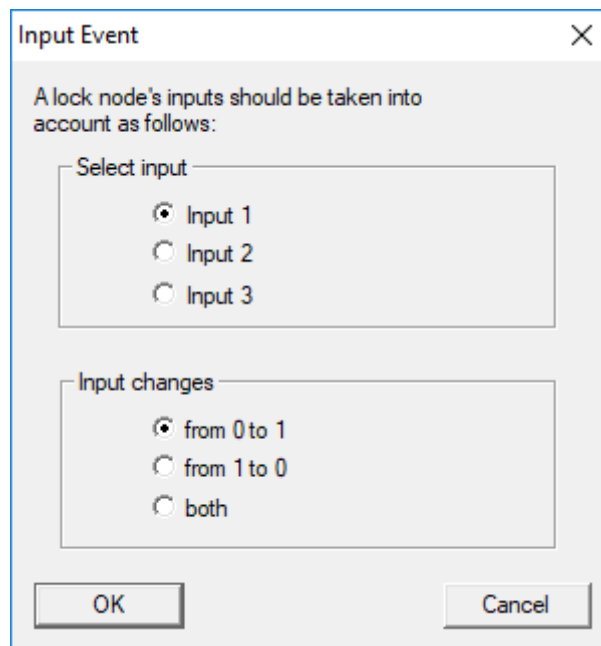 Input Event
A lock node's inputs should be taken into
account as follows:
Select input
Input 1
Input 2
Input 3
Input changes
from 0 to 1
from 1 to 0
both
OK
Cancel